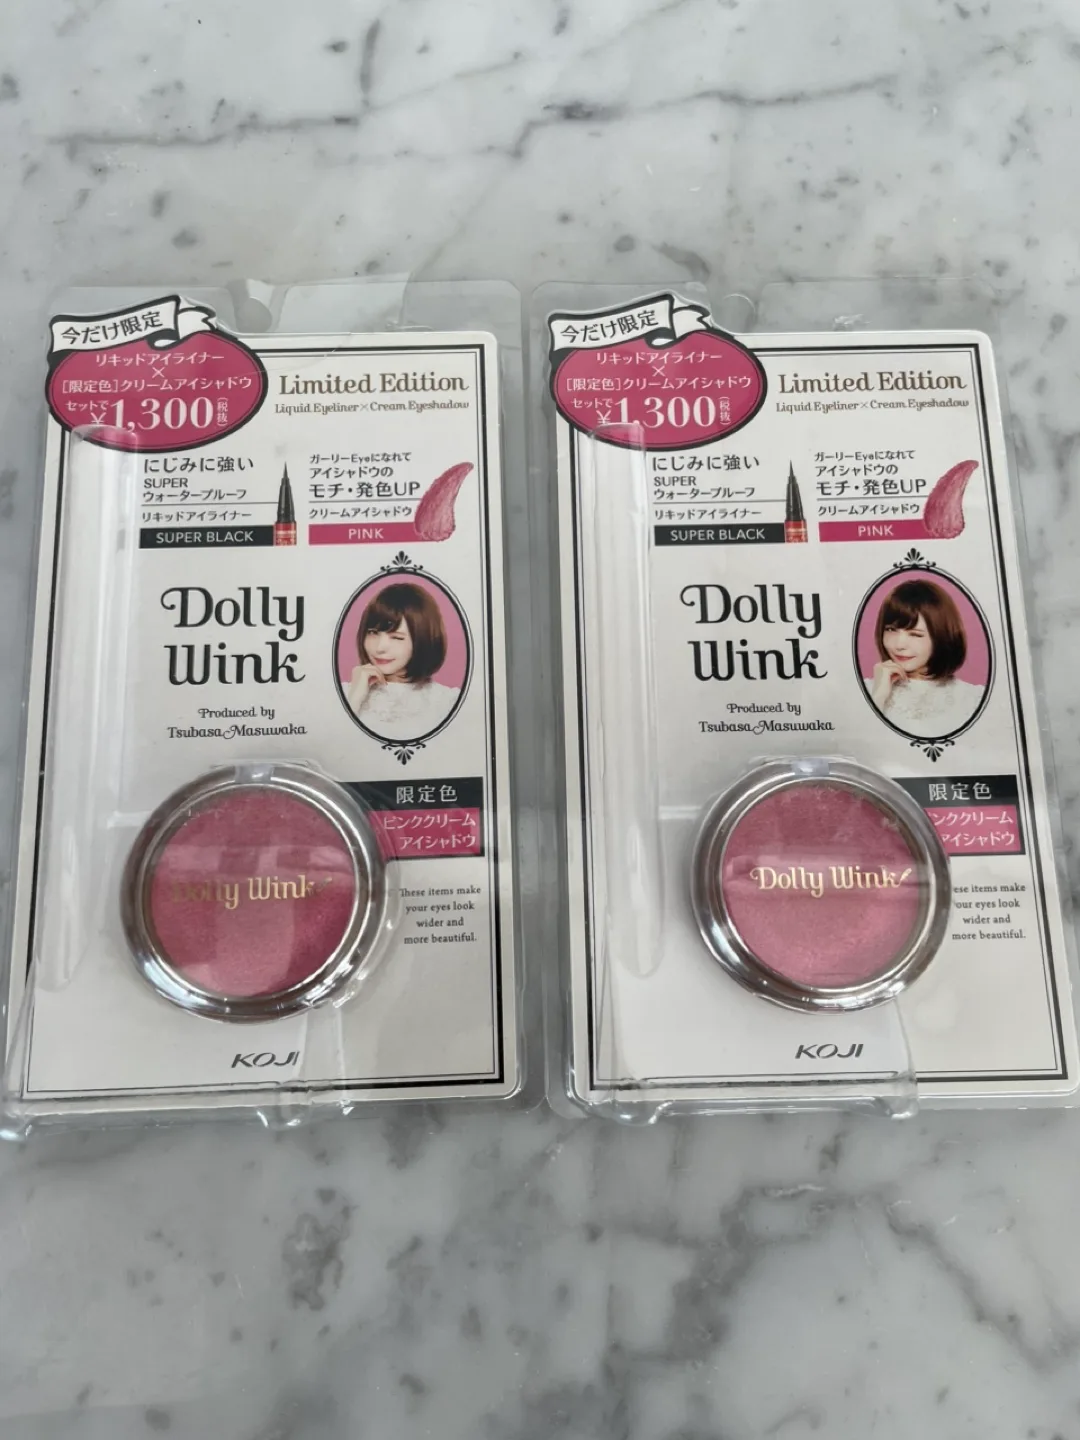 今だけ限定
リキッドアイライナー
×
[限定色]クリームアイシャドウ
セットで
¥1,300(税抜)
Limited Edition
Liquid Eyeliner×Cream Eyeshadow
にじみに強い
SUPER
ウォータープルーフ
リキッドアイライナー
SUPER BLACK
ガーリーEyeになれて
アイシャドウの
モチ・発色UP
クリームアイシャドウ
PINK
Dolly
Wink
Produced by
Tsubasa Masuwaka
限定色
ピンククリーム
アイシャドウ
Dolly Wink
These items make
your eyes look
wider and
more beautiful.
KOJI
今だけ限定
リキッドアイライナー
×
[限定色]クリームアイシャドウ
セットで
¥1,300(税抜)
Limited Edition
Liquid Eyeliner×Cream Eyeshadow
にじみに強い
SUPER
ウォータープルーフ
リキッドアイライナー
SUPER BLACK
ガーリーEyeになれて
アイシャドウの
モチ・発色UP
クリームアイシャドウ
PINK
Dolly
Wink
Produced by
Tsubasa Masuwaka
限定色
ンククリーム
アイシャドウ
Dolly Wink
ese items make
our eyes look
wider and
more beautiful.
KOJI